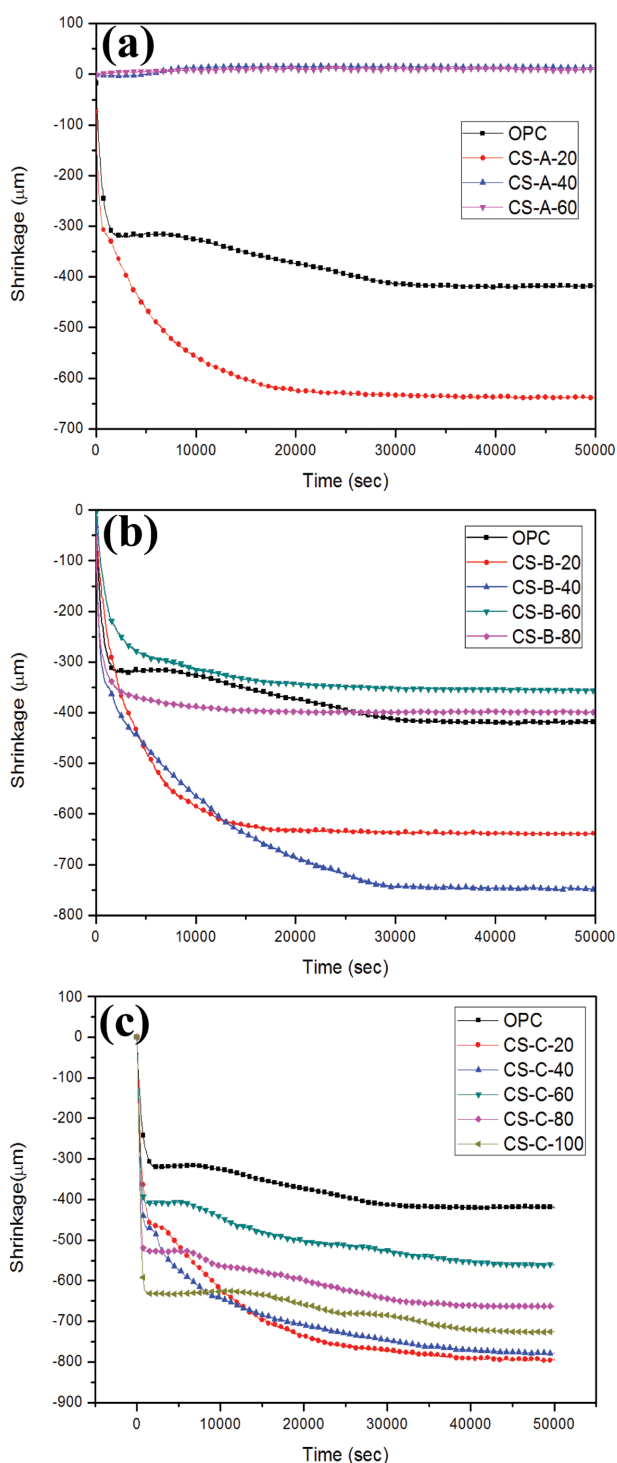 (a)
100
0
-100
-200
-300
-400
-500
-600
-700
Shrinkage (μm)
OPC
CS-A-20
CS-A-40
CS-A-60
0 10000 20000 30000 40000 50000
Time (sec)
(b)
0
-100
-200
-300
-400
-500
-600
-700
-800
Shrinkage (μm)
OPC
CS-B-20
CS-B-40
CS-B-60
CS-B-80
0 10000 20000 30000 40000 50000
Time (sec)
(c)
100
0
-100
-200
-300
-400
-500
-600
-700
-800
-900
Shrinkage(μm)
OPC
CS-C-20
CS-C-40
CS-C-60
CS-C-80
CS-C-100
0 10000 20000 30000 40000 50000
Time (sec)